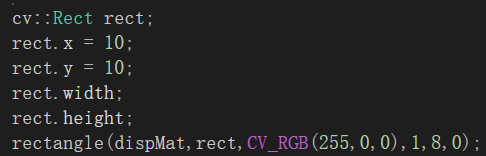 cv::Rect rect;
rect.x = 10;
rect.y = 10;
rect.width;
rect.height;
rectangle(dispMat,rect,CV_RGB(255,0,0),1,8,0);